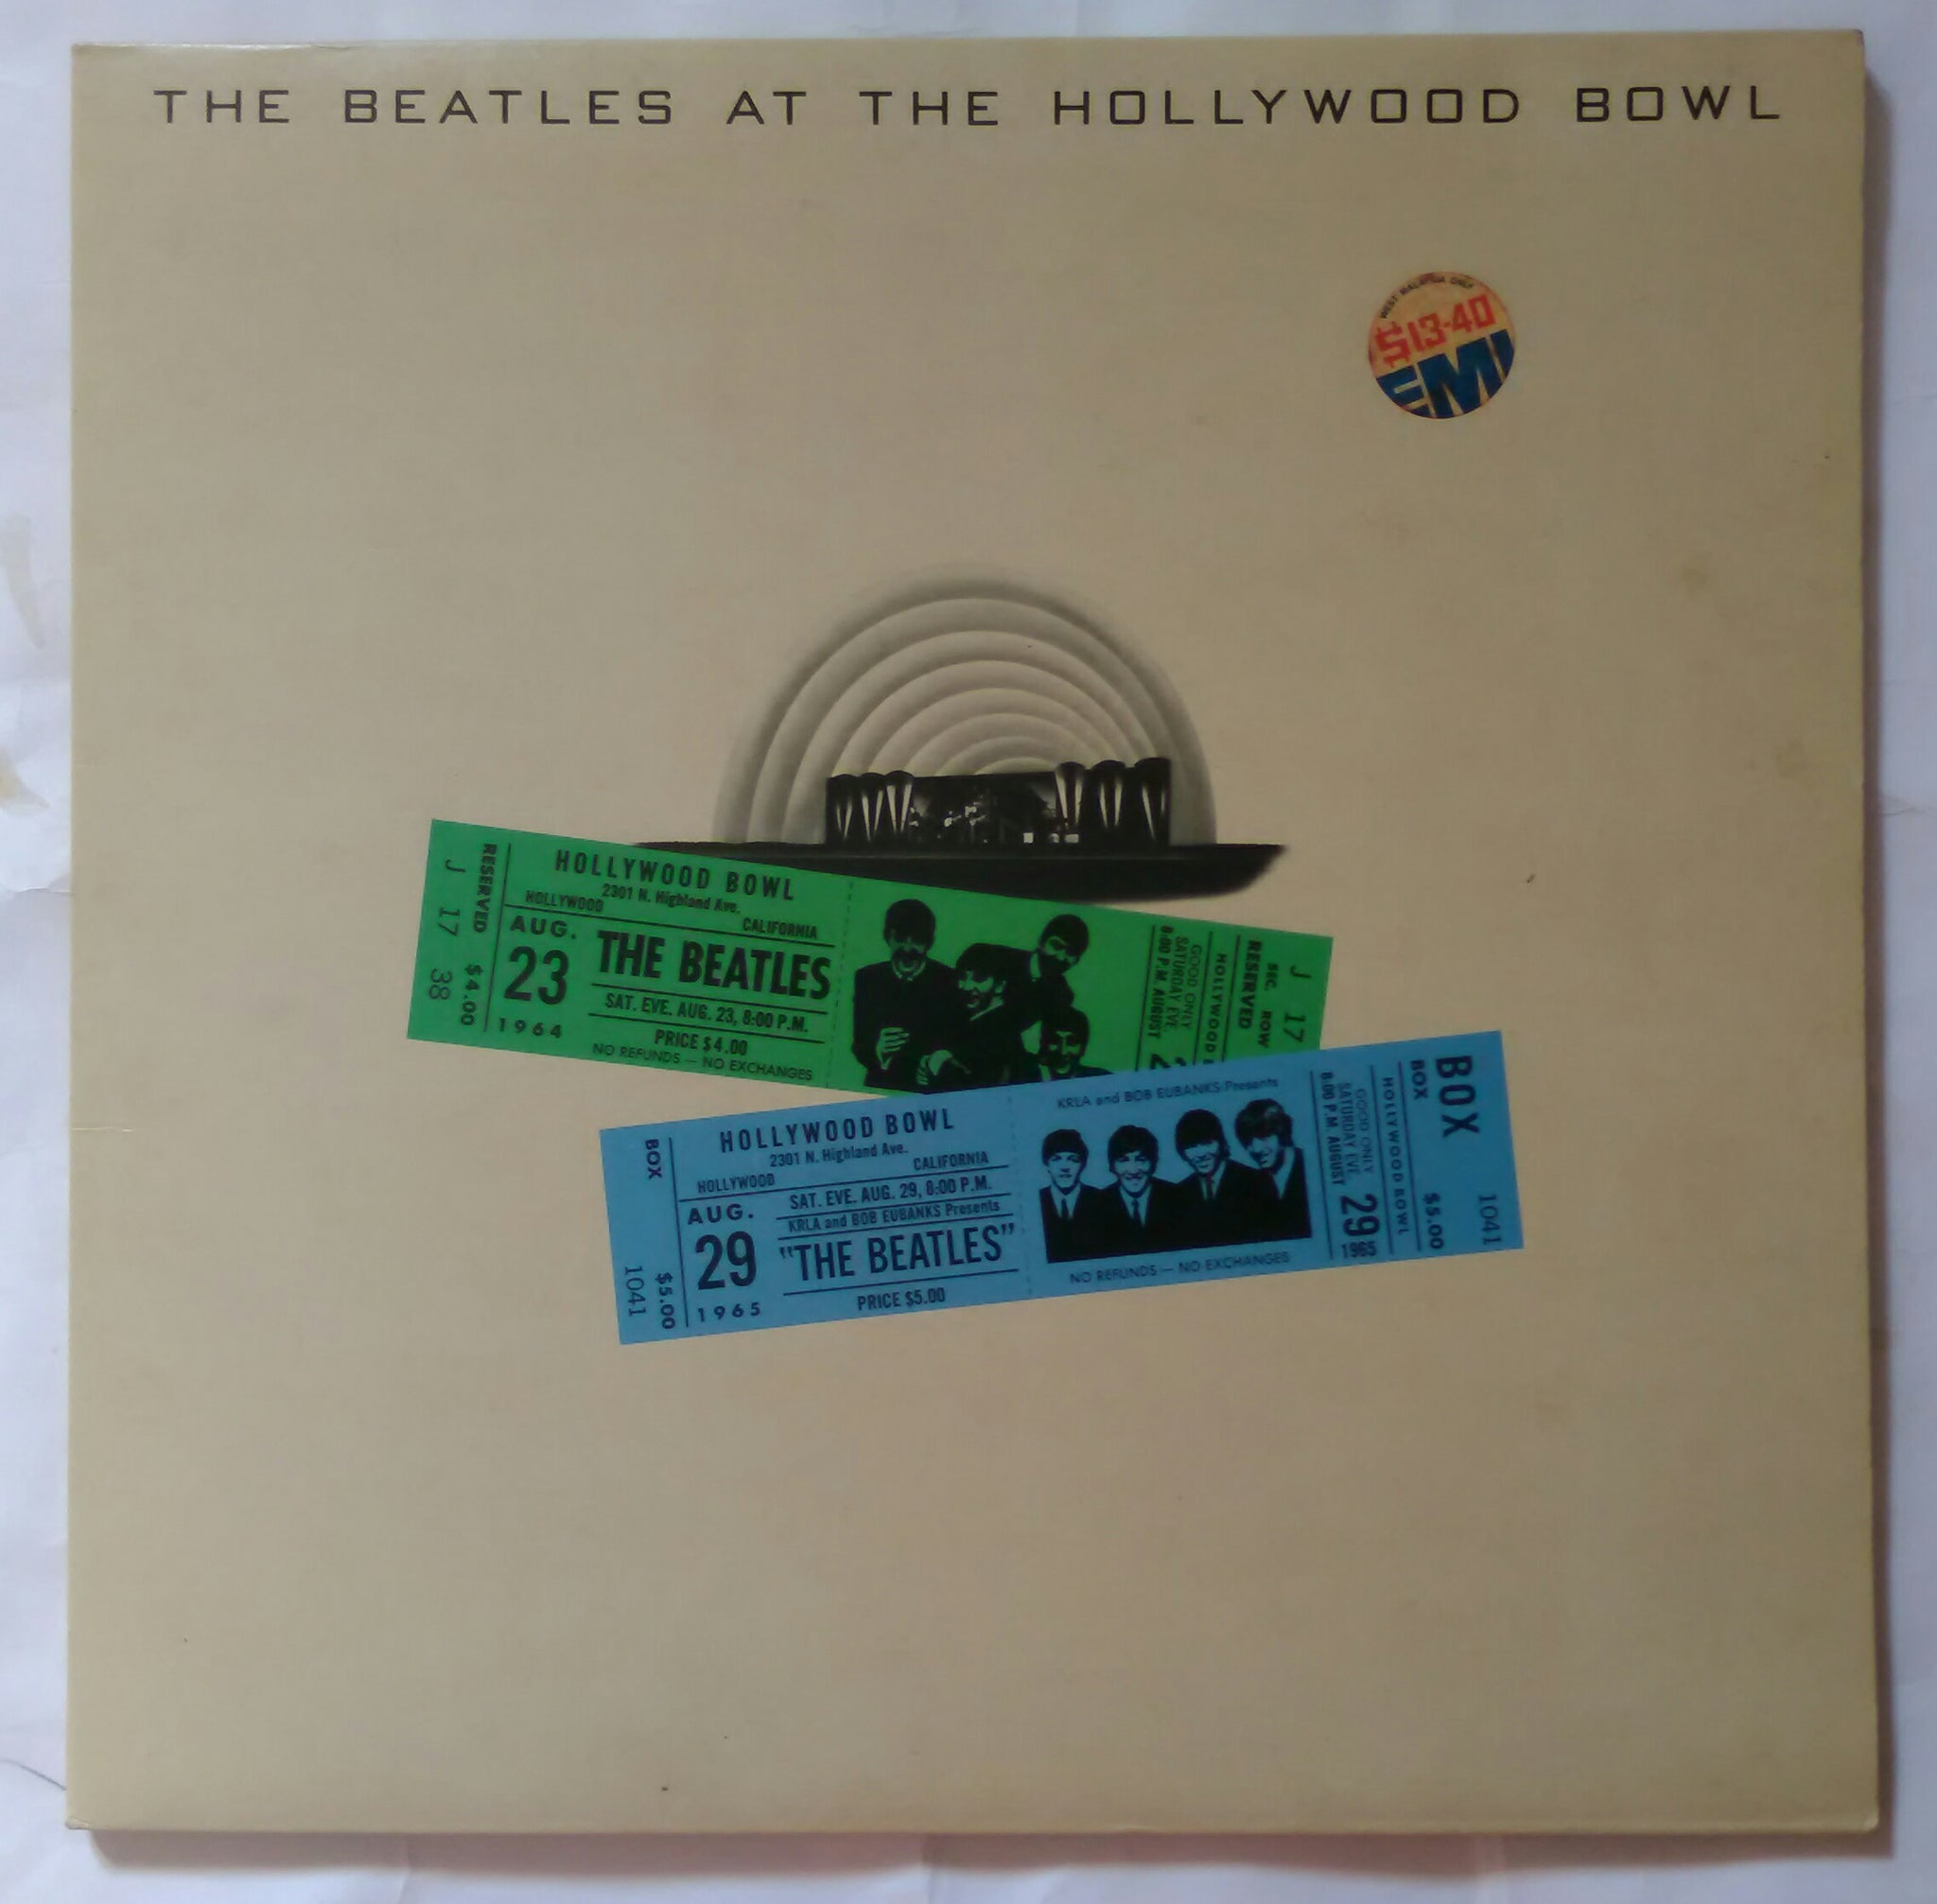 THE BEATLES AT THE HOLLYWOOD BOWL
WEST MALAYSIA ONLY
$13-40
EMI
RESERVED $4.00
J 17 38
HOLLYWOOD BOWL
2301 N. Highland Ave.
HOLLYWOOD CALIFORNIA
AUG.
23
1964
THE BEATLES
SAT. EVE. AUG. 23, 8:00 P.M.
PRICE $4.00
NO REFUNDS — NO EXCHANGES
8:00 P.M. AUGUST 2
SATURDAY EVE.
GOOD ONLY
HOLLYWOOD B
RESERVED
SEC. ROW
J 17
BOX $5.00
1041
HOLLYWOOD BOWL
2301 N. Highland Ave.
HOLLYWOOD CALIFORNIA
AUG.
29
1965
SAT. EVE. AUG. 29, 8:00 P.M.
KRLA and BOB EUBANKS Presents
"THE BEATLES"
PRICE $5.00
KRLA and BOB EUBANKS Presents
NO REFUNDS — NO EXCHANGES
8:00 P.M. AUGUST 29
SATURDAY EVE.
GOOD ONLY
1965
HOLLYWOOD BOWL
BOX $5.00
BOX 1041